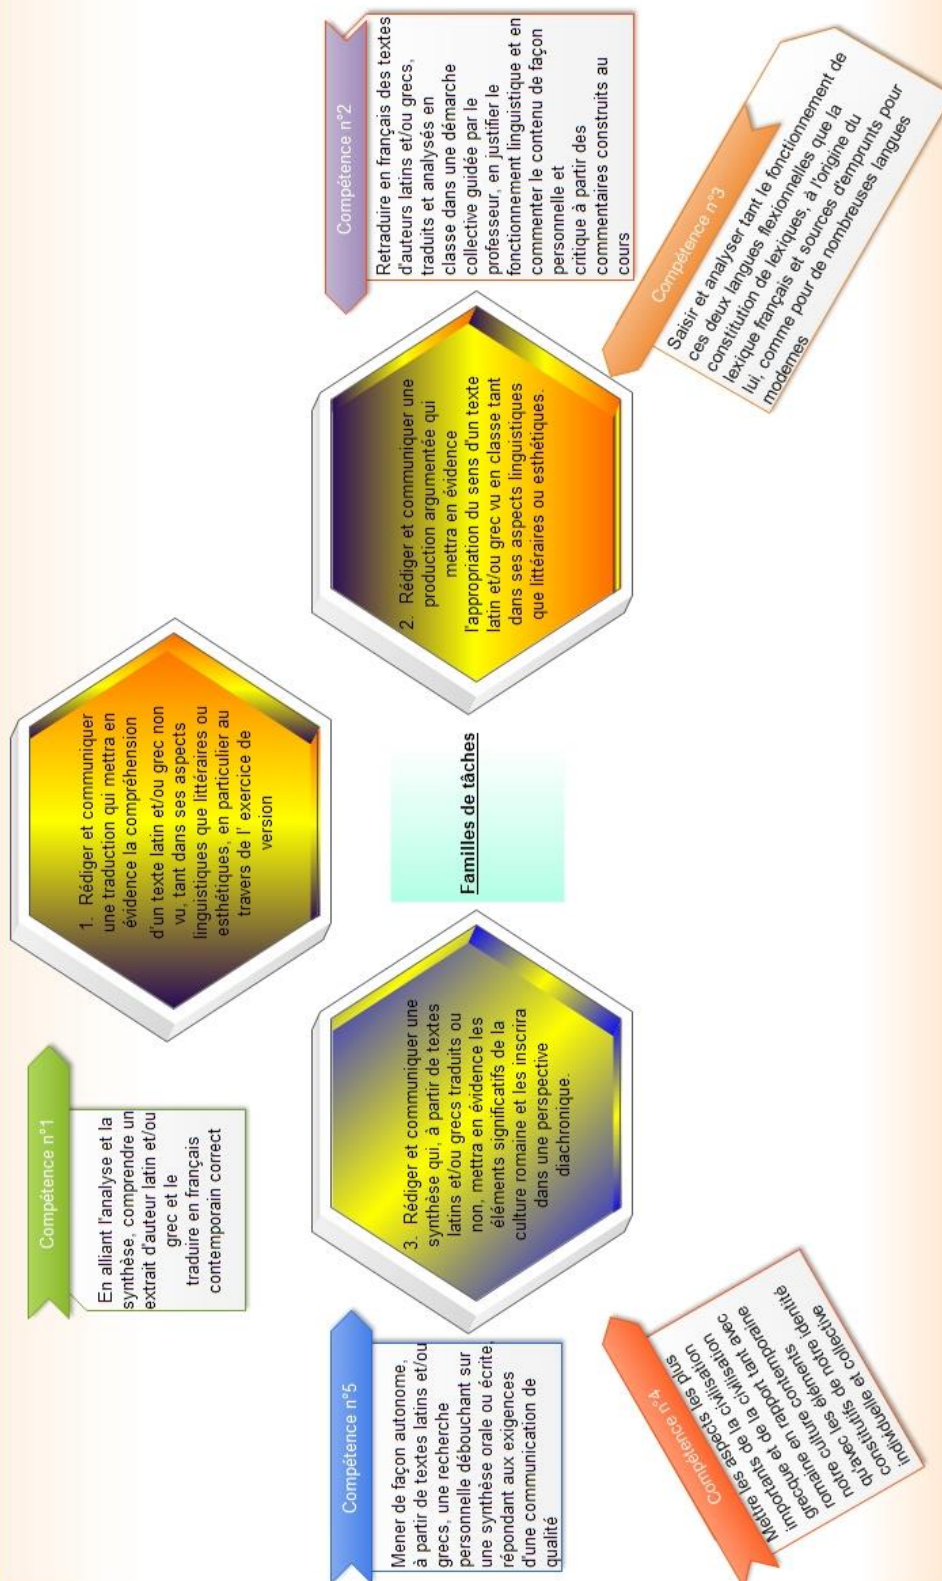 Compétence n°1
En alliant l'analyse et la
synthèse, comprendre un
extrait d'auteur latin et/ou
grec et le
traduire en français
contemporain correct
1. Rédiger et communiquer
une traduction qui mettra en
évidence la compréhension
d'un texte latin et/ou grec non
vu, tant dans ses aspects
linguistiques que littéraires ou
esthétiques, en particulier au
travers de l' exercice de
version
Compétence n°5
Mener de façon autonome,
à partir de textes latins et/ou
grecs, une recherche
personnelle débouchant sur
une synthèse orale ou écrite,
répondant aux exigences
d'une communication de
qualité
3. Rédiger et communiquer une
synthèse qui, à partir de textes
latins et/ou grecs traduits ou
non, mettra en évidence les
éléments significatifs de la
culture romaine et les inscrira
dans une perspective
diachronique.
Familles de tâches
2. Rédiger et communiquer une
production argumentée qui
mettra en évidence
l'appropriation du sens d'un texte
latin et/ou grec vu en classe tant
dans ses aspects linguistiques
que littéraires ou esthétiques.
Compétence n°2
Retraduire en français des textes
d'auteurs latins et/ou grecs,
traduits et analysés en
classe dans une démarche
collective guidée par le
professeur, en justifier le
fonctionnement linguistique et en
commenter le contenu de façon
personnelle et
critique à partir des
commentaires construits au
cours
Compétence n°4
Mettre les aspects les plus
importants de la civilisation
grecque et de la civilisation
romaine en rapport tant avec
notre culture contemporaine
qu'avec les éléments
constitutifs de notre identité
individuelle et collective
Compétence n°3
Saisir et analyser tant le fonctionnement de
ces deux langues flexionnelles que la
constitution de lexiques, à l'origine du
lexique français et sources d'emprunts pour
lui, comme pour de nombreuses langues
modernes